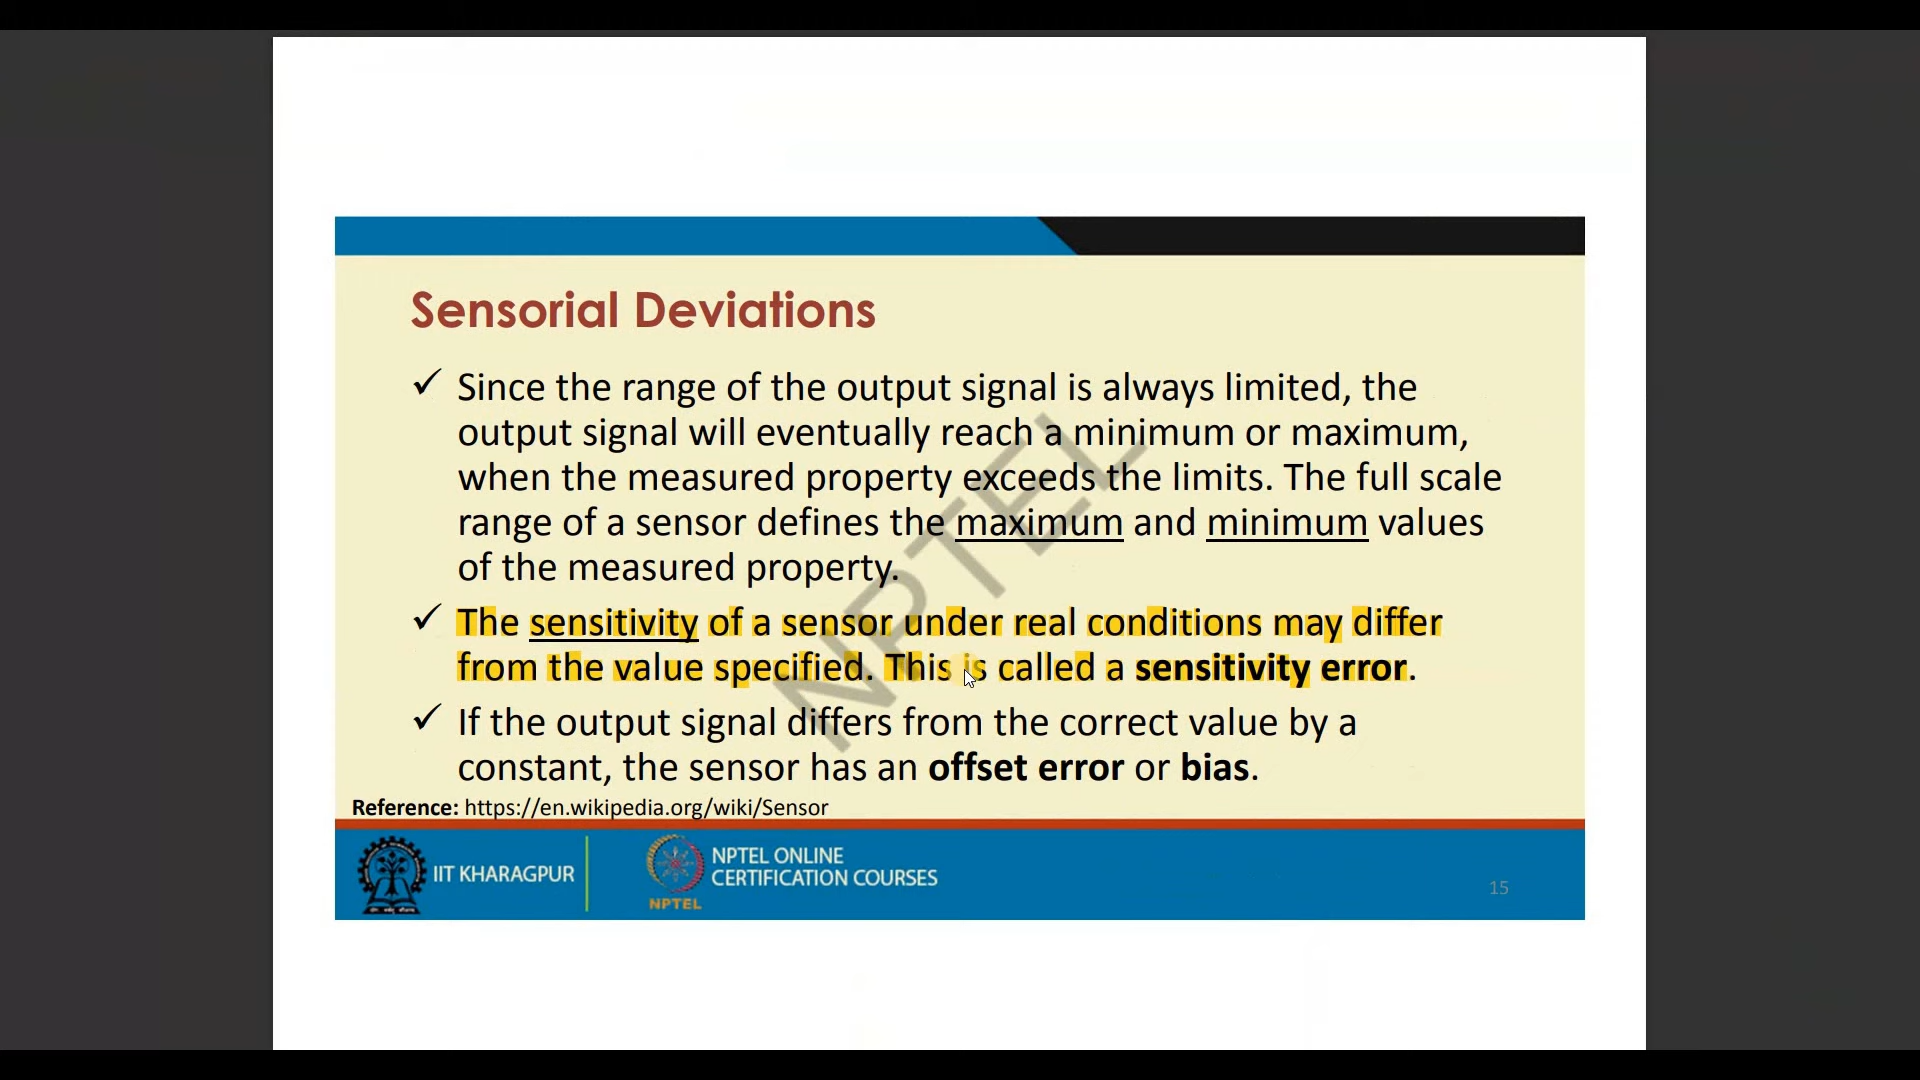 Sensorial Deviations
✓ Since the range of the output signal is always limited, the
output signal will eventually reach a minimum or maximum,
when the measured property exceeds the limits. The full scale
range of a sensor defines the maximum and minimum values
of the measured property.
✓ The sensitivity of a sensor under real conditions may differ
from the value specified. This is called a sensitivity error.
✓ If the output signal differs from the correct value by a
constant, the sensor has an offset error or bias.
Reference: https://en.wikipedia.org/wiki/Sensor
NPTEL
IIT KHARAGPUR
NPTEL
NPTEL ONLINE
CERTIFICATION COURSES
15